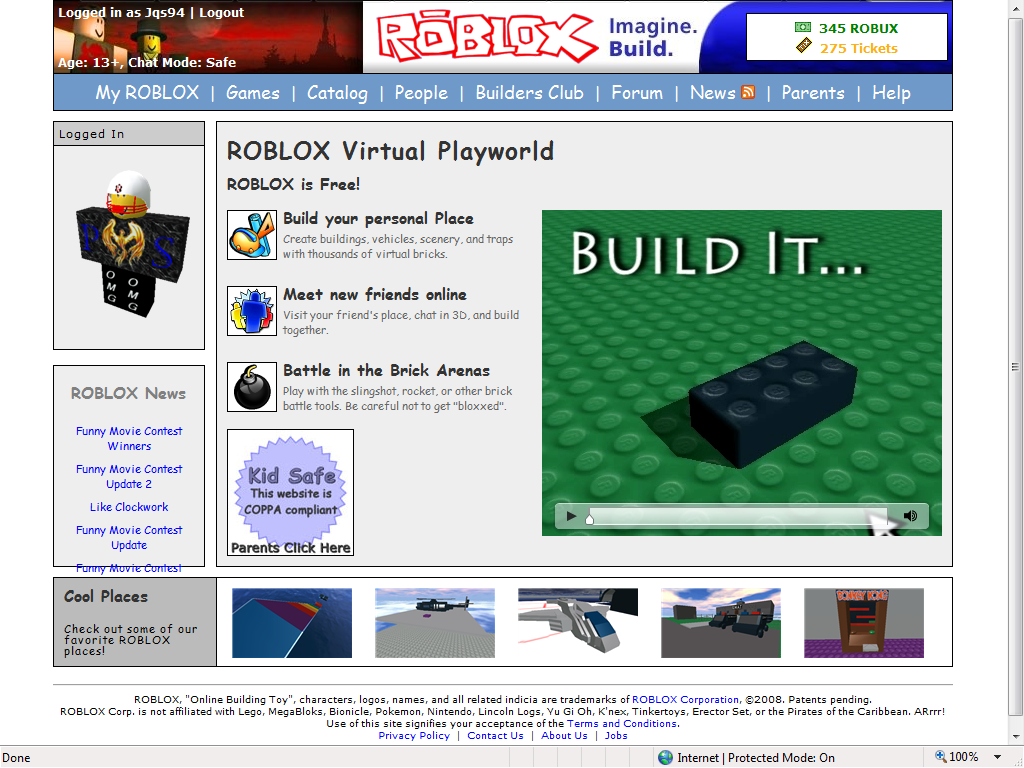 Logged in as Jqs94 | Logout
Age: 13+, Chat Mode: Safe
ROBLOX
Imagine.
Build.
345 ROBUX
275 Tickets
My ROBLOX | Games | Catalog | People | Builders Club | Forum | News | Parents | Help
Logged In
OMG
OMG
ROBLOX News
Funny Movie Contest
Winners
Funny Movie Contest
Update 2
Like Clockwork
Funny Movie Contest
Update
Funny Movie Contest
ROBLOX Virtual Playworld
ROBLOX is Free!
Build your personal Place
Create buildings, vehicles, scenery, and traps
with thousands of virtual bricks.
Meet new friends online
Visit your friend's place, chat in 3D, and build
together.
Battle in the Brick Arenas
Play with the slingshot, rocket, or other brick
battle tools. Be careful not to get "bloxxed".
Kid Safe
This website is
COPPA compliant
Parents Click Here
BUILD IT...
Cool Places
Check out some of our
favorite ROBLOX
places!
ROBLOX, "Online Building Toy", characters, logos, names, and all related indicia are trademarks of ROBLOX Corporation, ©2008. Patents pending.
ROBLOX Corp. is not affiliated with Lego, MegaBloks, Bionicle, Pokemon, Nintendo, Lincoln Logs, Yu Gi Oh, K'nex, Tinkertoys, Erector Set, or the Pirates of the Caribbean. ARrrr!
Use of this site signifies your acceptance of the Terms and Conditions.
Privacy Policy | Contact Us | About Us | Jobs
Done
Internet | Protected Mode: On
100%